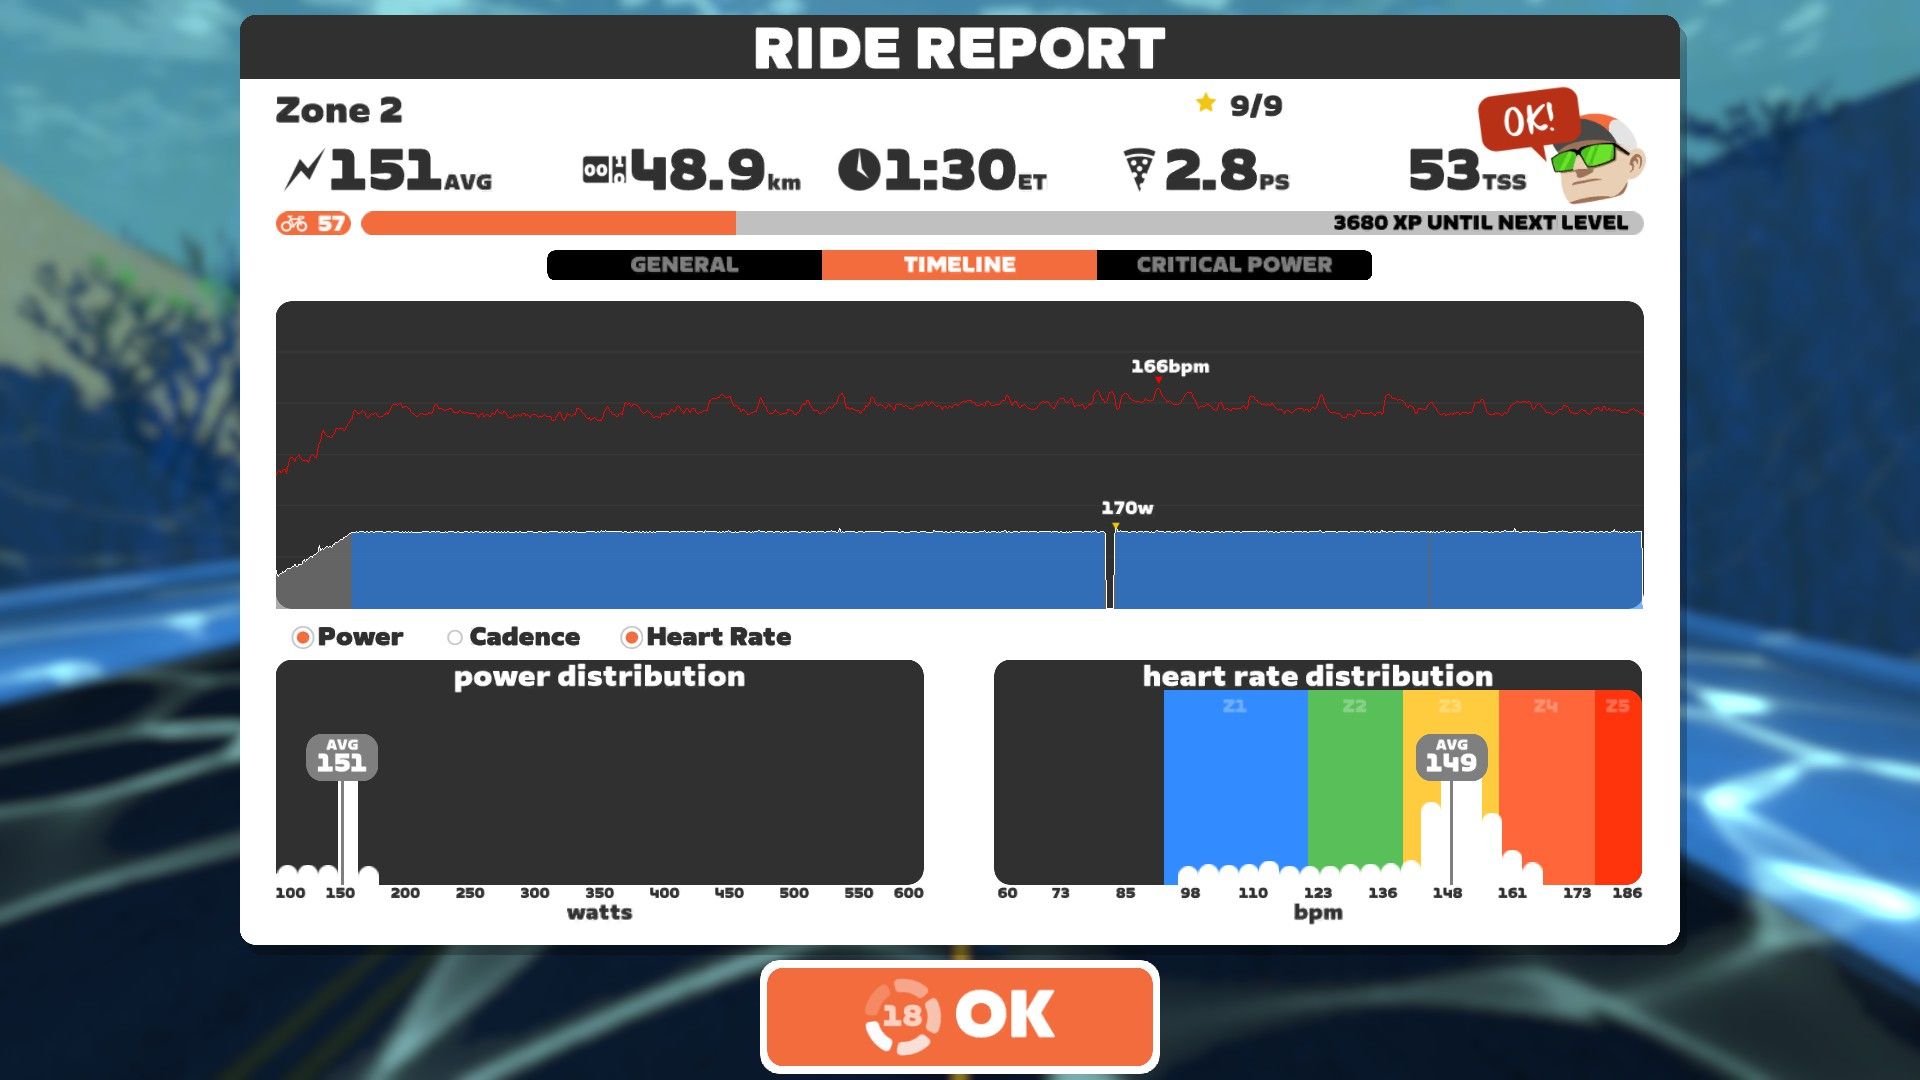 RIDE REPORT
Zone 2
9/9
OK!
151AVG
48.9km
1:30ET
2.8PS
53TSS
57
3680 XP UNTIL NEXT LEVEL
GENERAL
TIMELINE
CRITICAL POWER
166bpm
170w
Power
Cadence
Heart Rate
power distribution
AVG
151
100 150 200 250 300 350 400 450 500 550 600
watts
heart rate distribution
Z1 Z2 Z3 Z4 Z5
AVG
149
60 73 85 98 110 123 136 148 161 173 186
bpm
18 OK